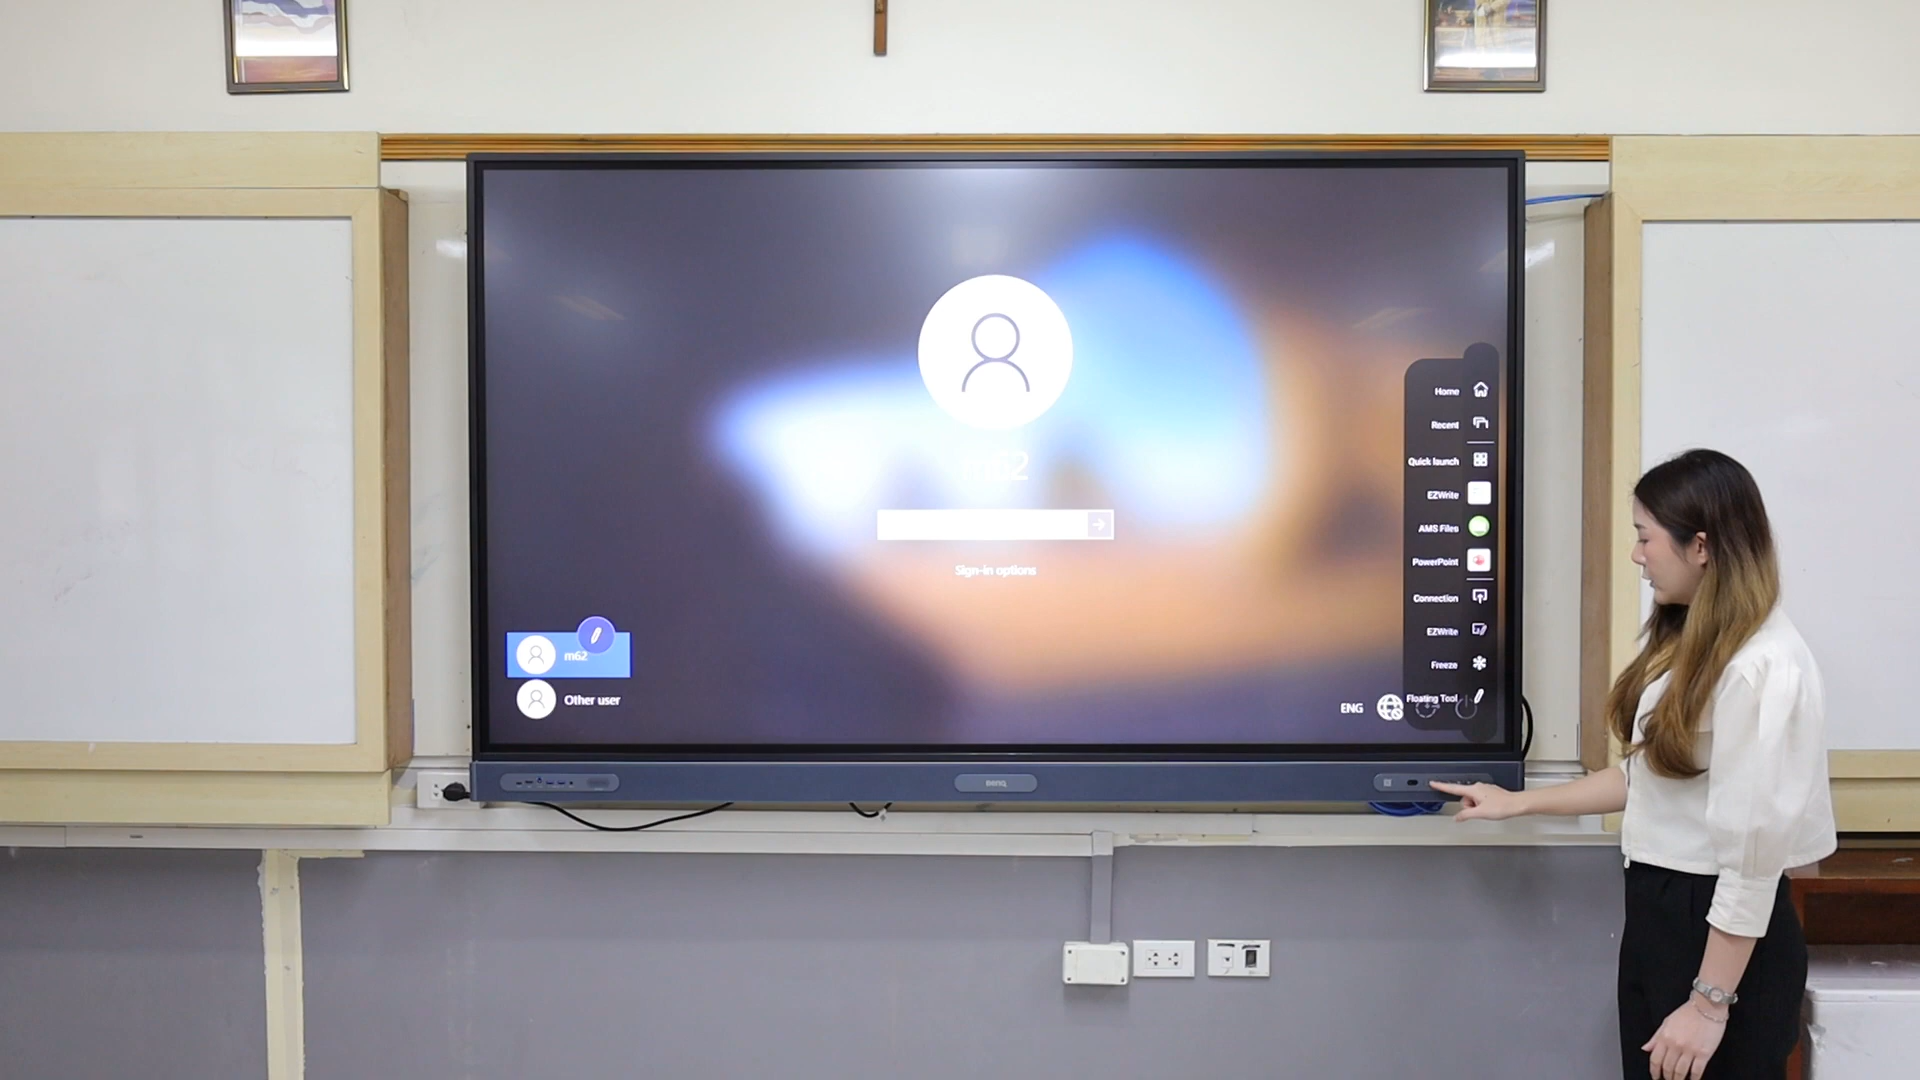 m62
Sign-in options
m62
Other user
ENG
Home
Recent
Quick launch
EZWrite
AMS Files
PowerPoint
Connection
EZWrite
Freeze
Floating Tool
BenQ